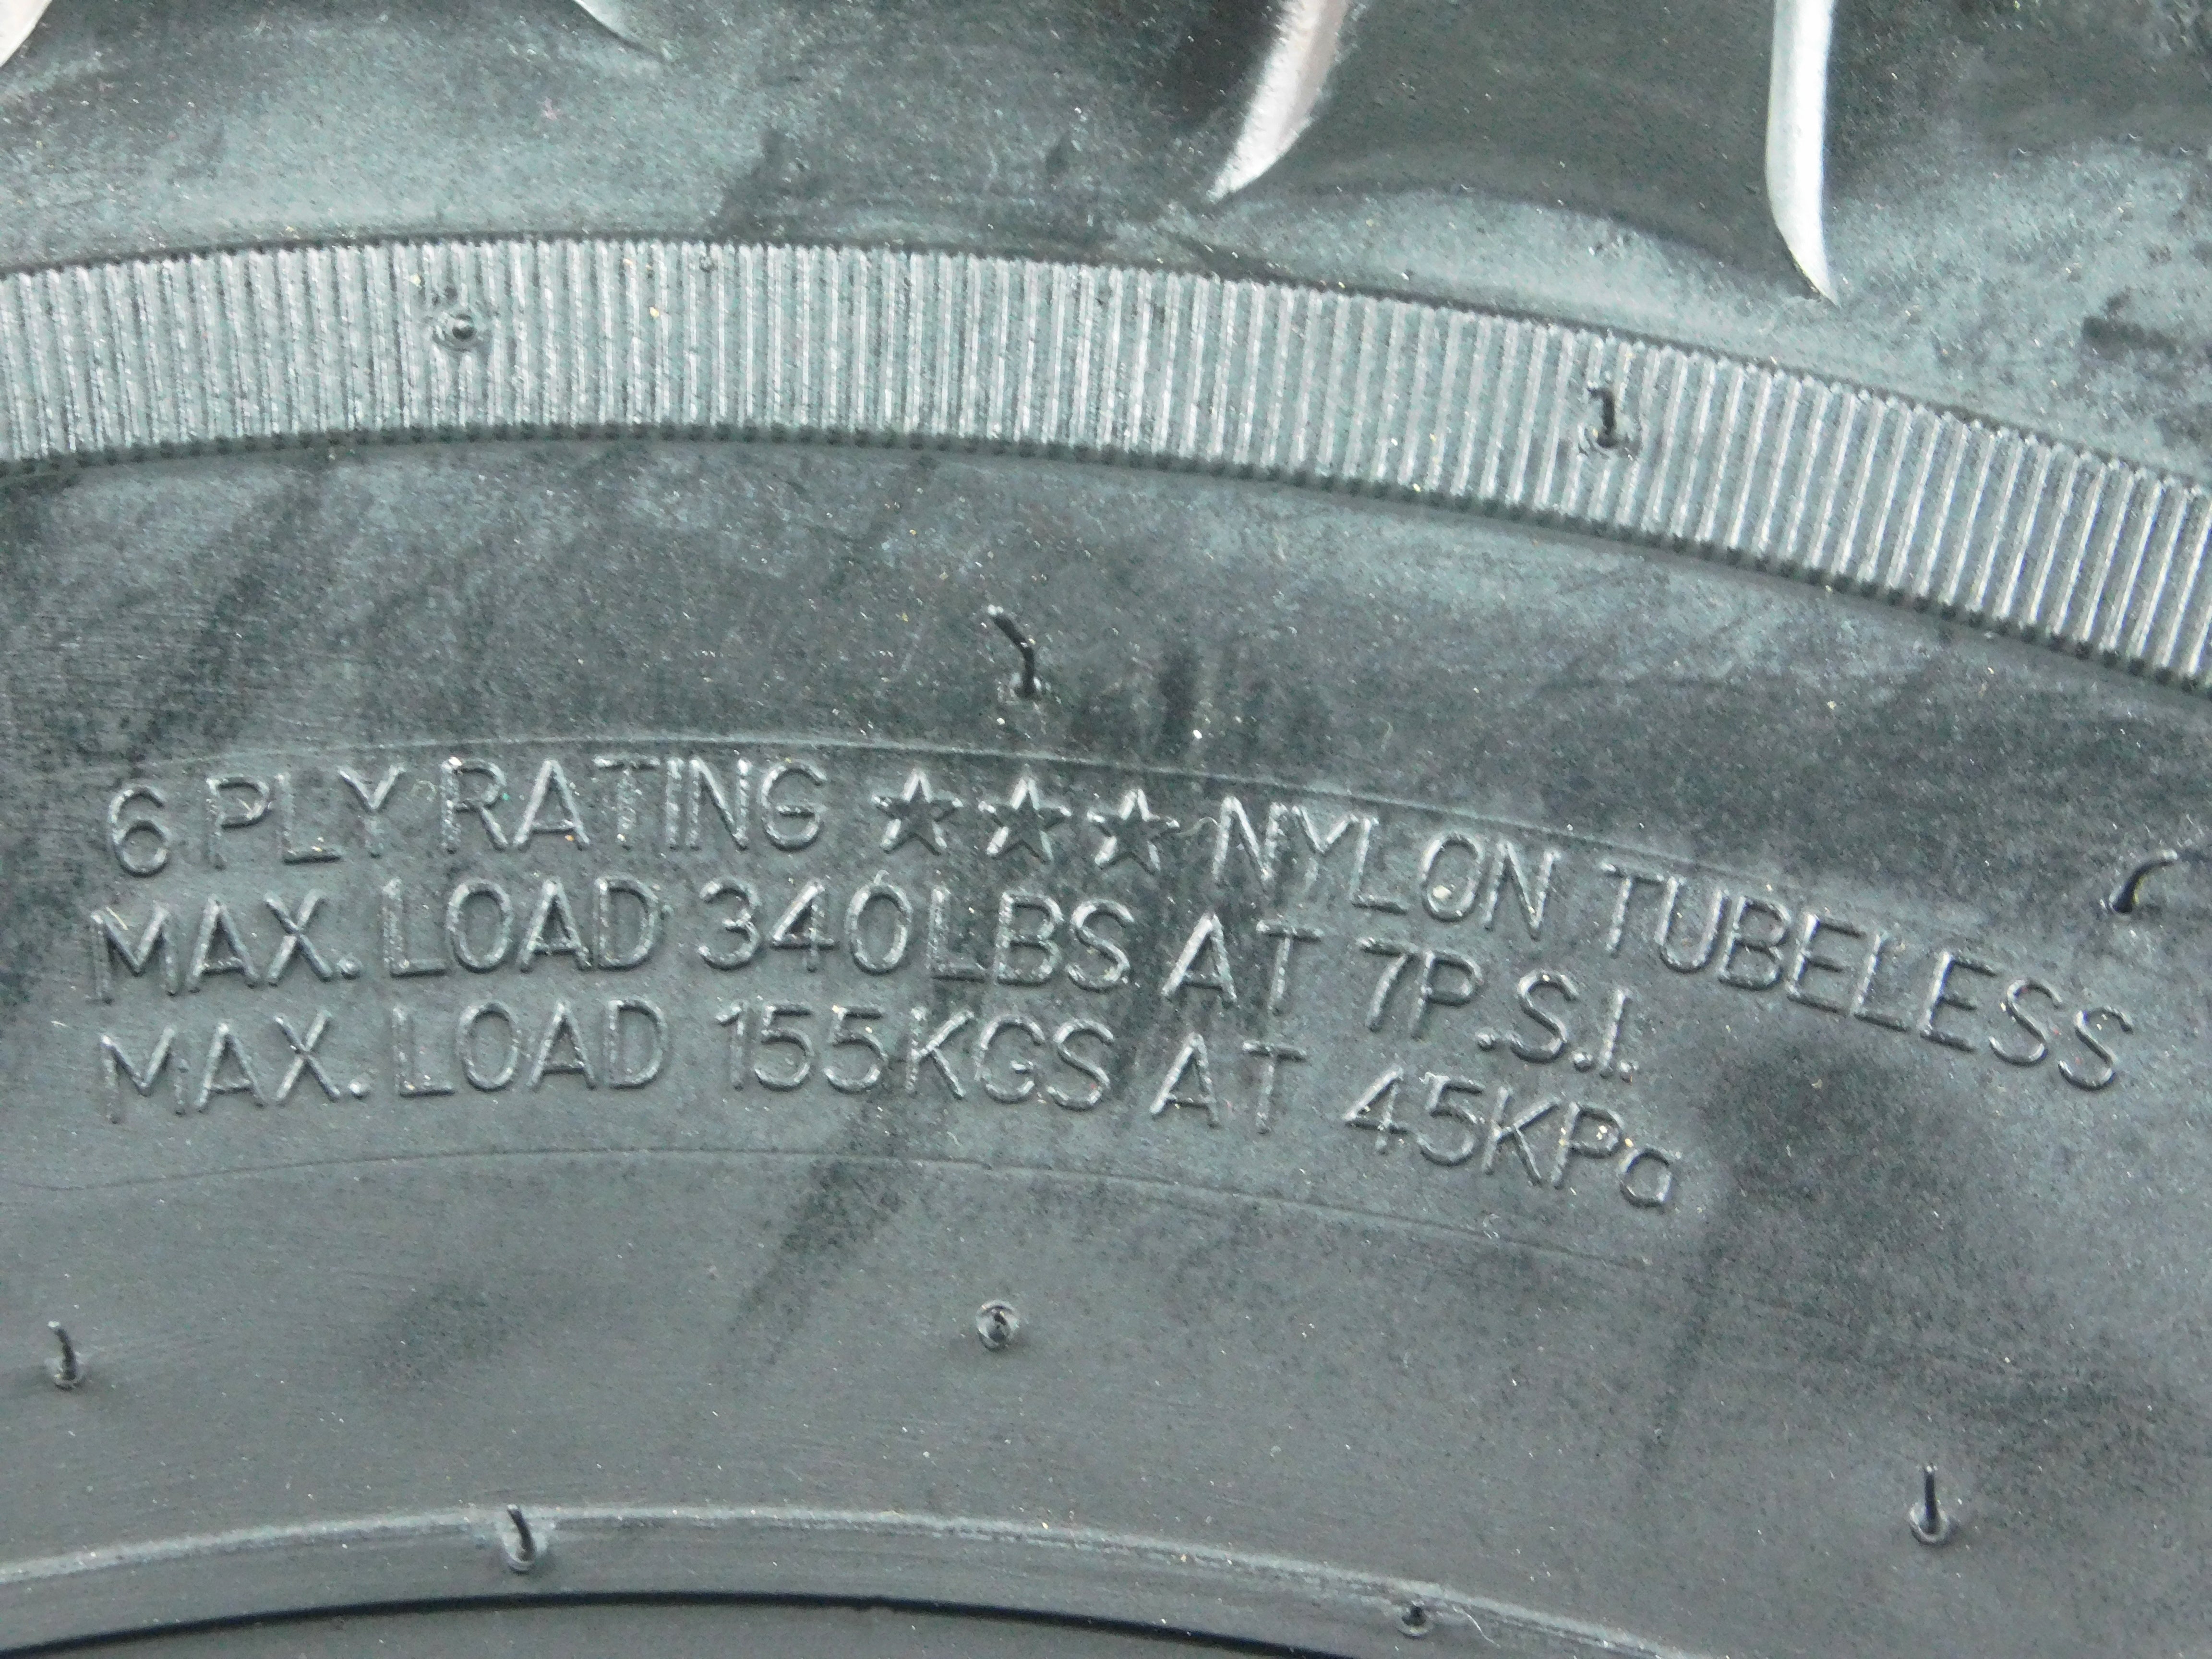 6 PLY RATING ★★★ NYLON TUBELESS
MAX. LOAD 340LBS AT 7P.S.I.
MAX. LOAD 155KGS AT 45KPa